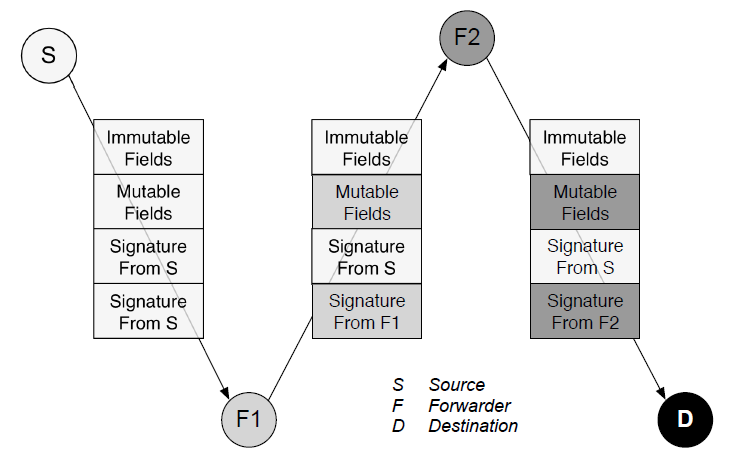 S
F2
Immutable
Fields
Mutable
Fields
Signature
From S
Signature
From S
Immutable
Fields
Mutable
Fields
Signature
From S
Signature
From F1
Immutable
Fields
Mutable
Fields
Signature
From S
Signature
From F2
F1
S Source
F Forwarder
D Destination
D